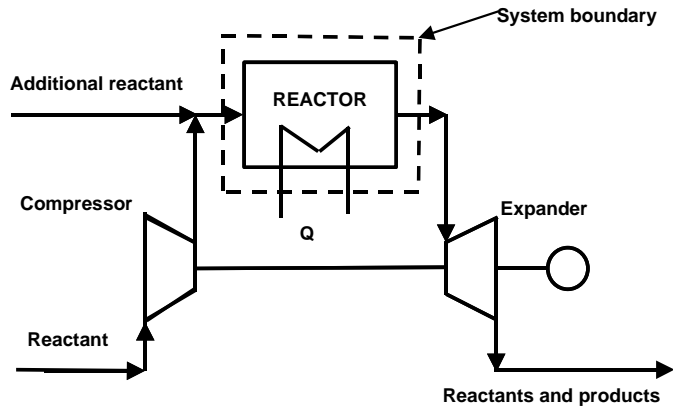 System boundary
Additional reactant
REACTOR
Compressor
Expander
Q
Reactant
Reactants and products